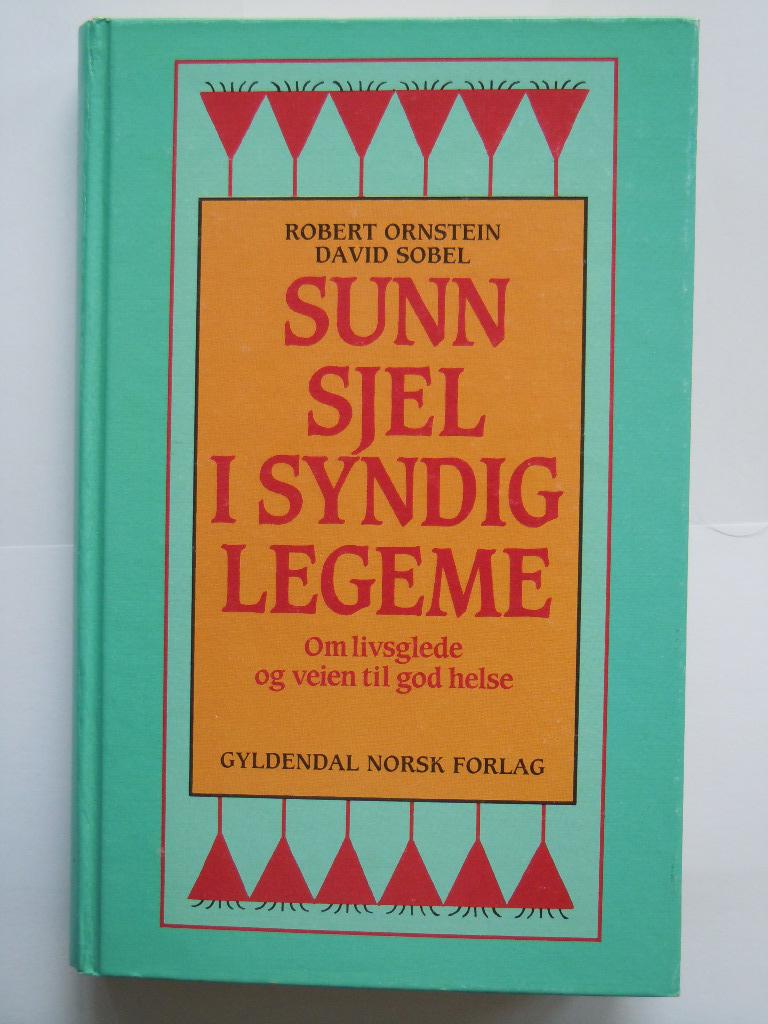 ROBERT ORNSTEIN
DAVID SOBEL
SUNN
SJEL
I SYNDIG
LEGEME
Om livsglede
og veien til god helse
GYLDENDAL NORSK FORLAG